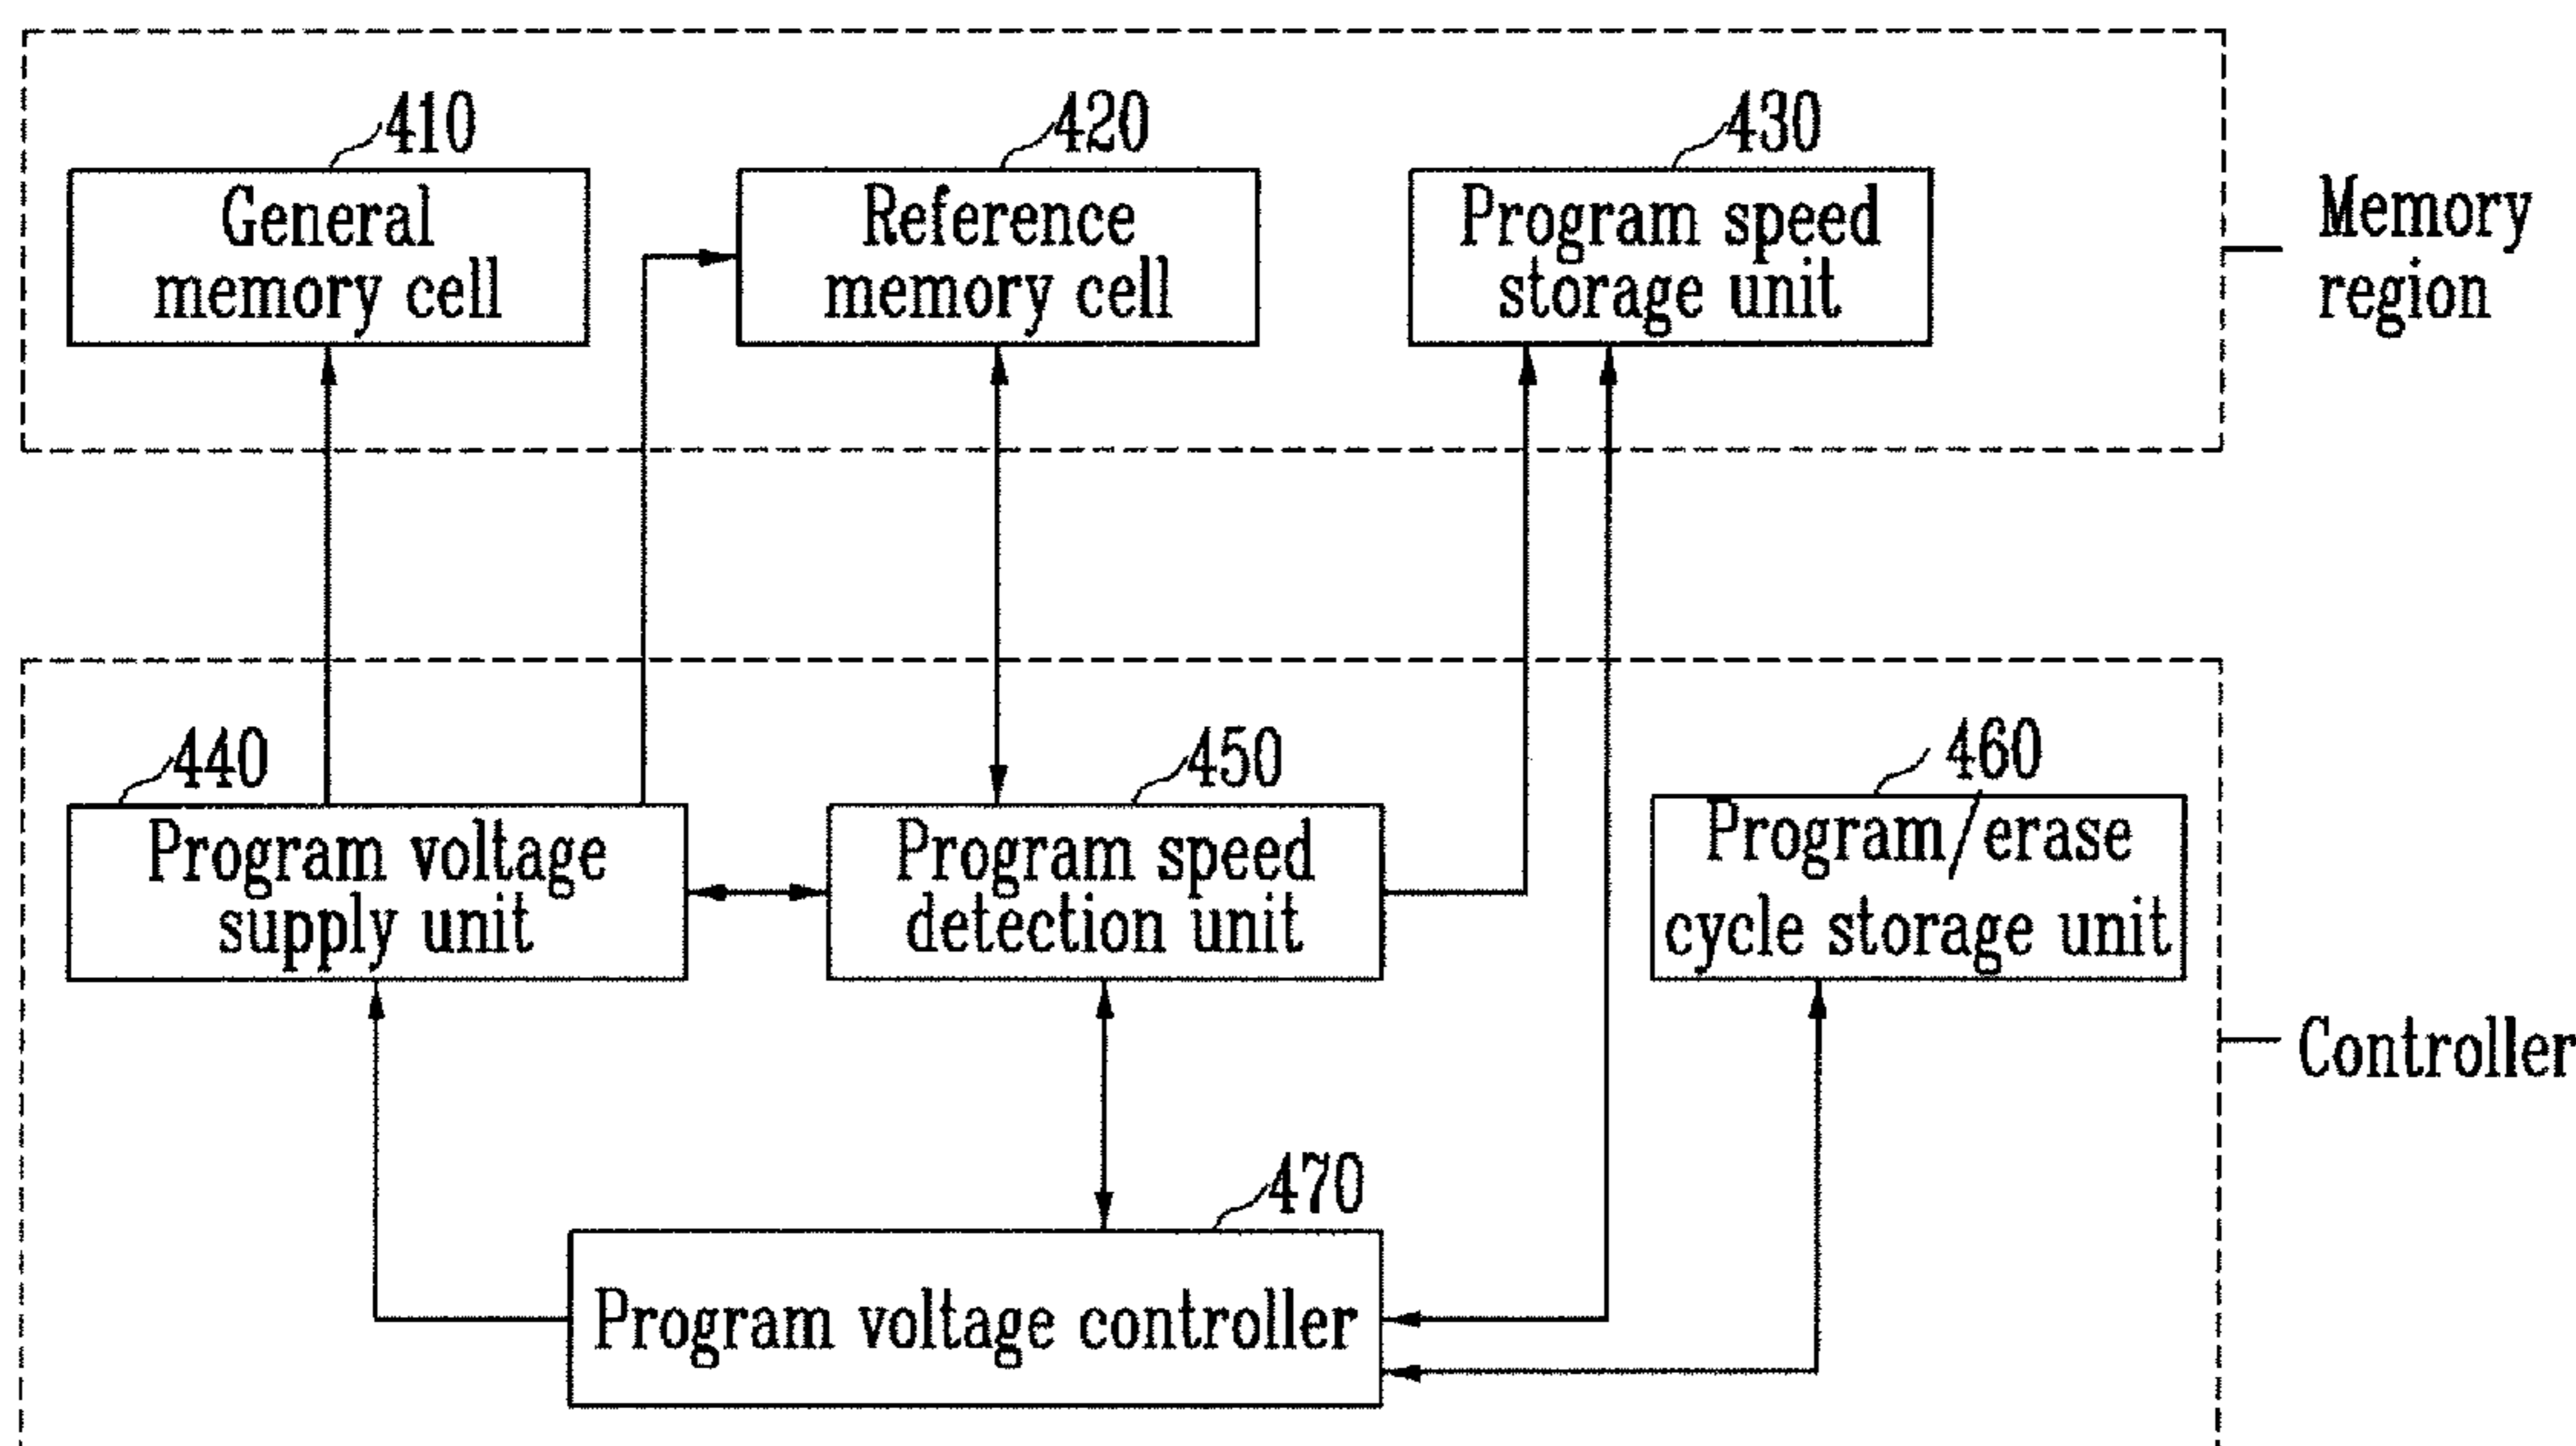 410
420
430
General
memory cell
Reference
memory cell
Program speed
storage unit
Memory
region
440
450
460
Program voltage
supply unit
Program speed
detection unit
Program/erase
cycle storage unit
Controller
470
Program voltage controller